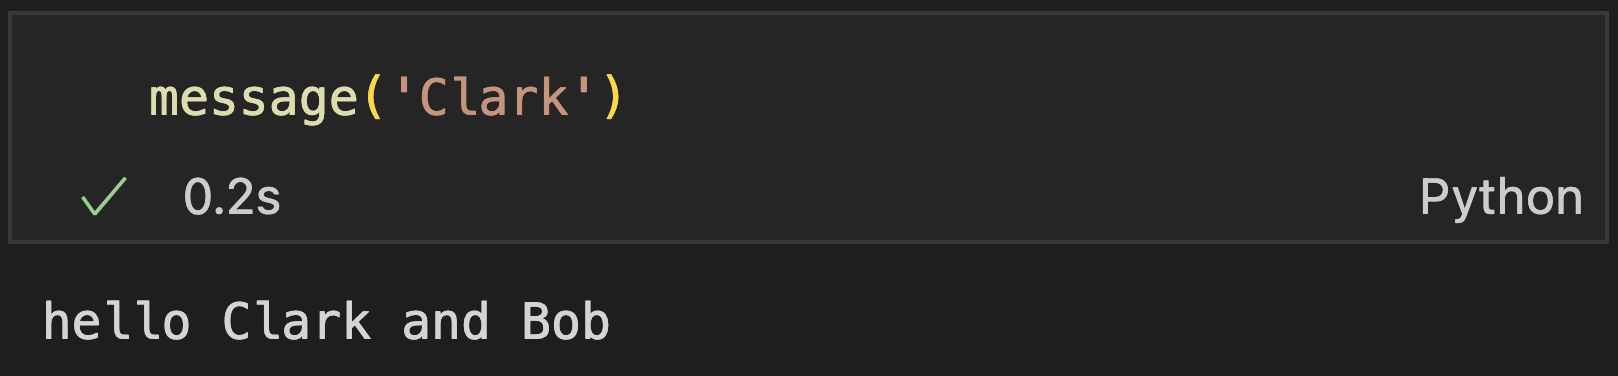 message('Clark')
0.2s
Python
hello Clark and Bob